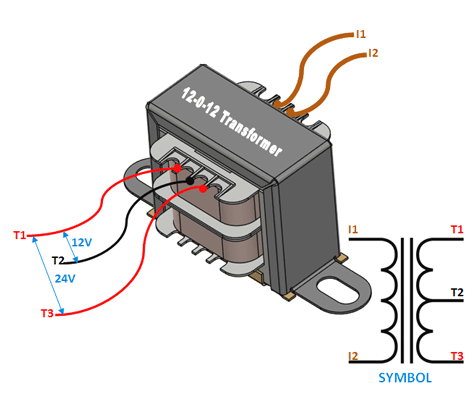 I1
I2
12-0-12 Transformer
T1
12V
T2
24V
T3
I1
T1
T2
I2
T3
SYMBOL